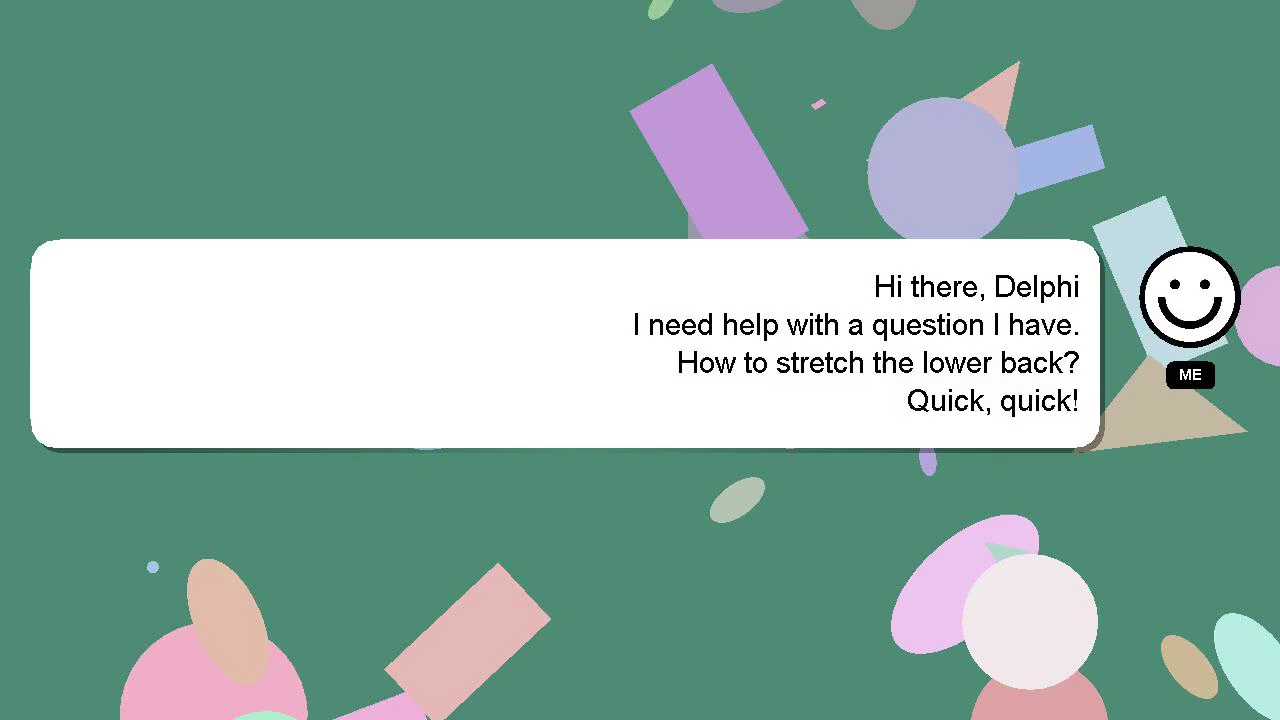 Hi there, Delphi
I need help with a question I have.
How to stretch the lower back?
Quick, quick!
ME